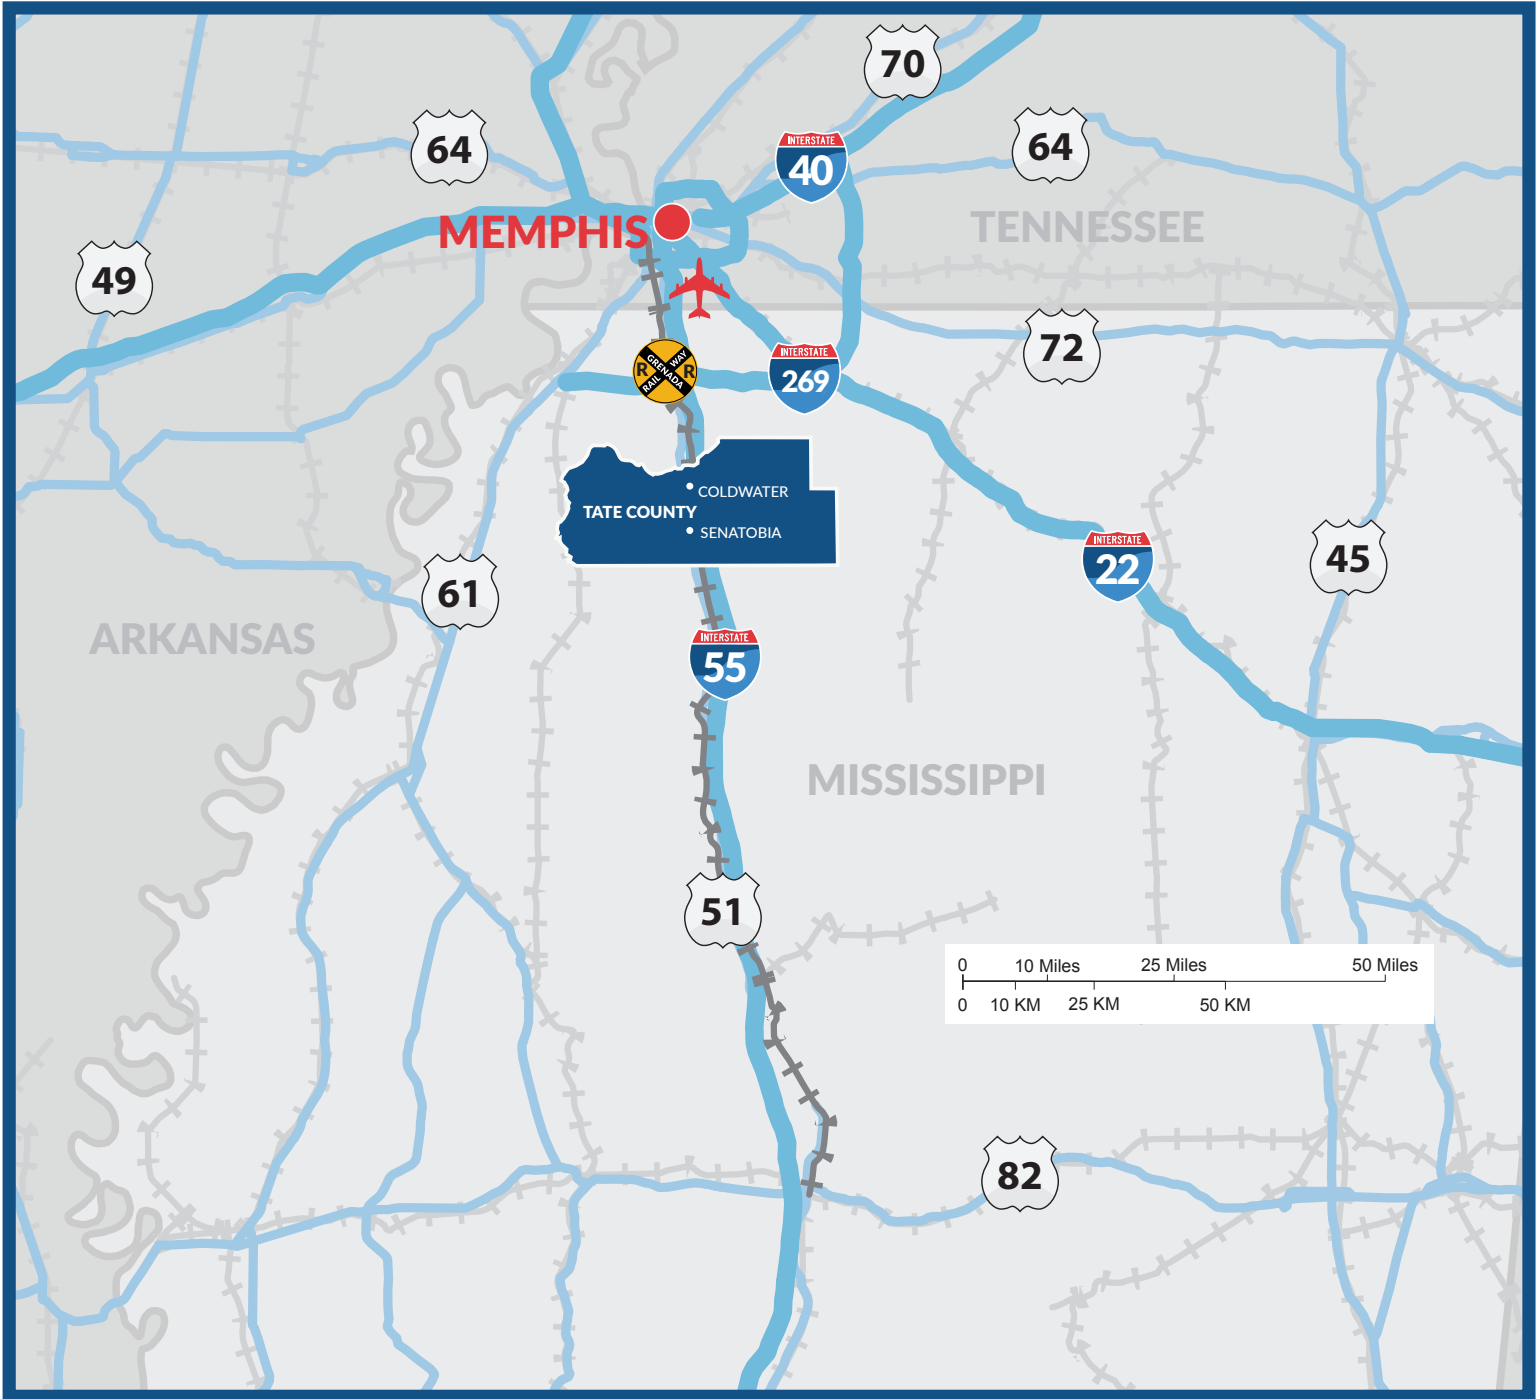 70
64
INTERSTATE
40
64
MEMPHIS
TENNESSEE
49
72
R GRENADA RAILWAY R
INTERSTATE
269
COLDWATER
TATE COUNTY
SENATOBIA
INTERSTATE
22
45
61
ARKANSAS
INTERSTATE
55
MISSISSIPPI
51
0 10 Miles 25 Miles 50 Miles
0 10 KM 25 KM 50 KM
82